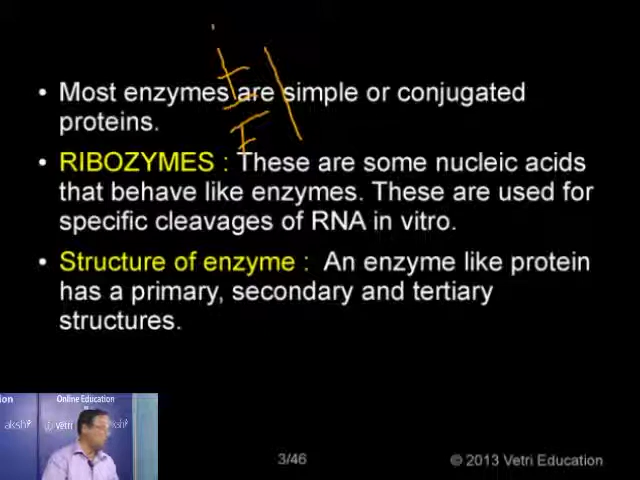 • Most enzymes are simple or conjugated
proteins.
• RIBOZYMES : These are some nucleic acids
that behave like enzymes. These are used for
specific cleavages of RNA in vitro.
• Structure of enzyme : An enzyme like protein
has a primary, secondary and tertiary
structures.
Online Education
Vetri
3/46
© 2013 Vetri Education